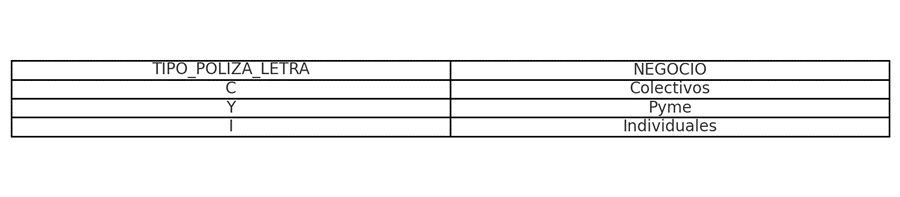 TIPO_POLIZA_LETRA NEGOCIO
C Colectivos
Y Pyme
I Individuales